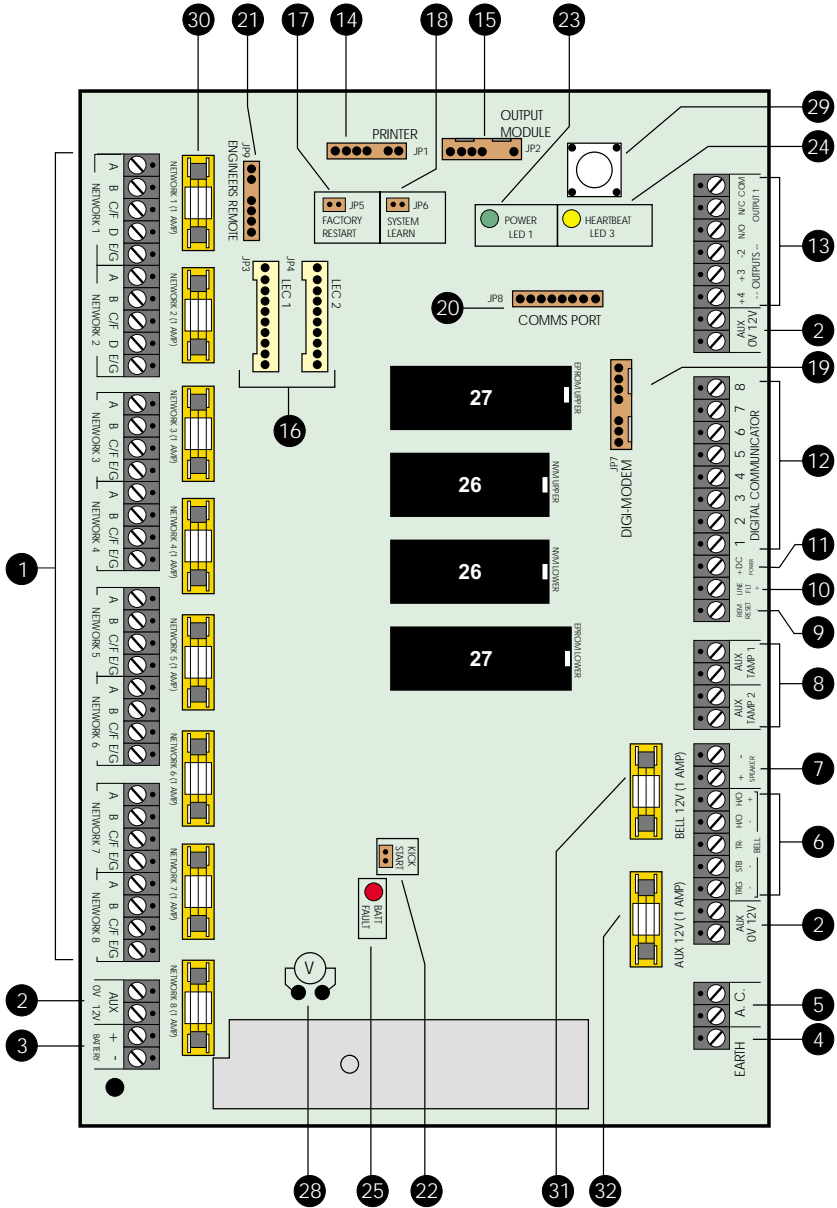 30
21
17
14
18
15
23
29
24
13
2
19
12
11
10
9
8
7
6
2
5
4
1
2
3
20
16
28
25
22
31
32
PRINTER
JP1
OUTPUT
MODULE
JP2
JP9
ENGINEERS REMOTE
JP5
FACTORY
RESTART
JP6
SYSTEM
LEARN
POWER
LED 1
HEARTBEAT
LED 3
JP3
LEC 1
JP4
LEC 2
JP8
COMMS PORT
27
EPROM UPPER
26
NVM UPPER
26
NVM LOWER
27
EPROM LOWER
JP7
DIGI-MODEM
A B C/F D E/G
NETWORK 1
A B C/F D E/G
NETWORK 2
A B C/F E/G
NETWORK 3
A B C/F E/G
NETWORK 4
A B C/F E/G
NETWORK 5
A B C/F E/G
NETWORK 6
A B C/F E/G
NETWORK 7
A B C/F E/G
NETWORK 8
AUX
0V 12V
+ -
BATTERY
NETWORK 1 (1 AMP)
NETWORK 2 (1 AMP)
NETWORK 3 (1 AMP)
NETWORK 4 (1 AMP)
NETWORK 5 (1 AMP)
NETWORK 6 (1 AMP)
NETWORK 7 (1 AMP)
NETWORK 8 (1 AMP)
+4 +3 -2 N/O N/C COM
-- OUTPUTS -- OUTPUT 1
AUX
0V 12V
1 2 3 4 5 6 7 8
DIGITAL COMMUNICATOR
+DC
POWER
LINE
FLT
+
REM
RESET
-
AUX
TAMP 1
AUX
TAMP 2
+ -
SPEAKER
TRG STB TR- H/O H/O
- - - +
BELL
AUX
0V 12V
A. C.
EARTH
BELL 12V (1 AMP)
AUX 12V (1 AMP)
KICK
START
BATT
FAULT
V